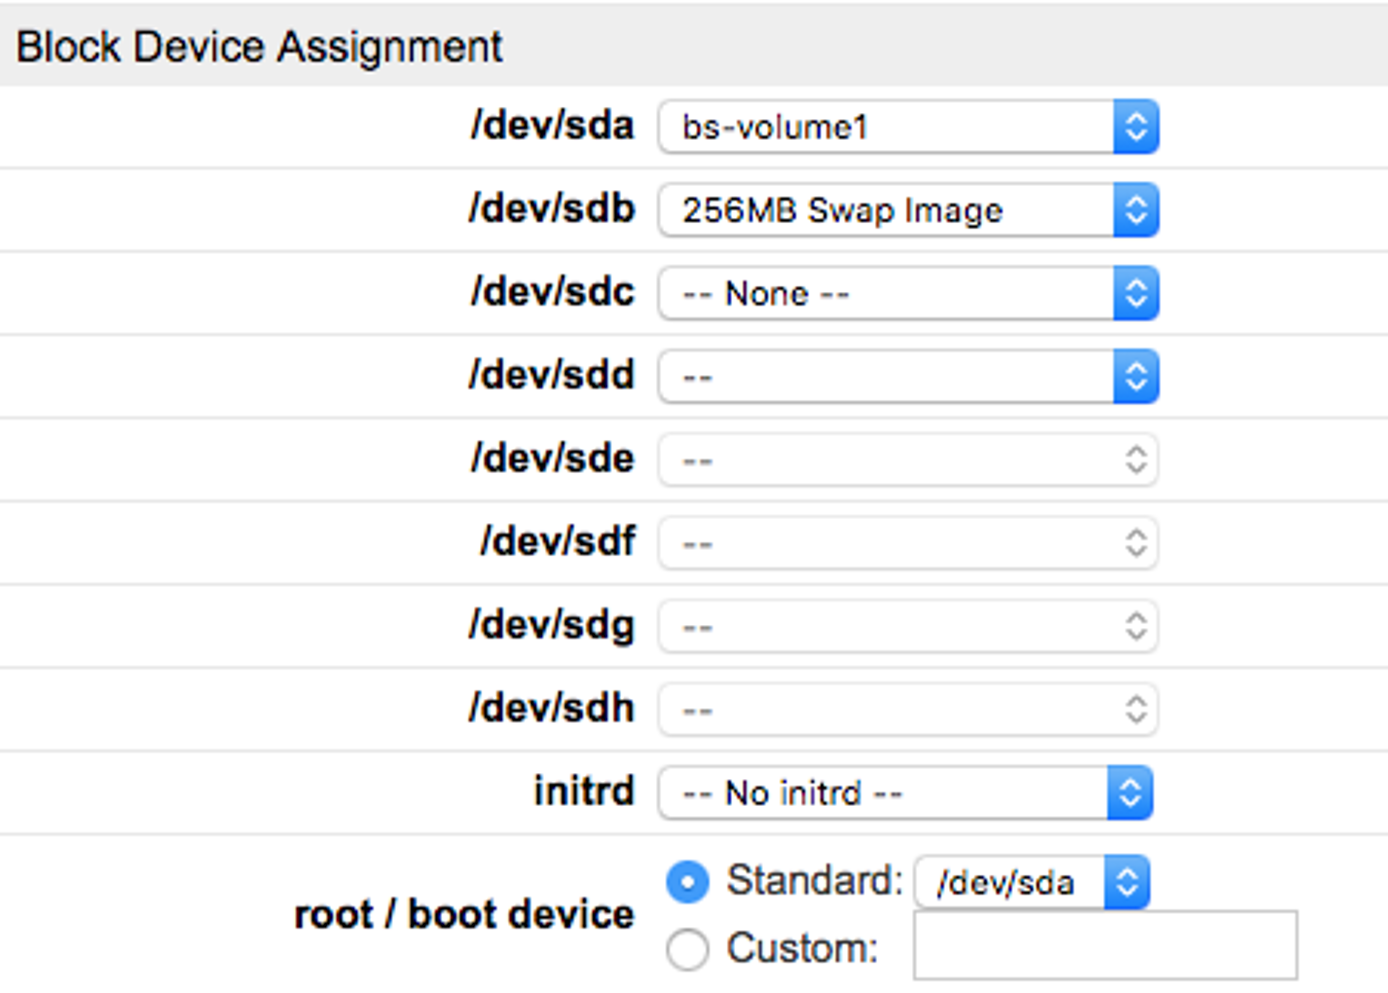 Block Device Assignment
/dev/sda bs-volume1
/dev/sdb 256MB Swap Image
/dev/sdc -- None --
/dev/sdd --
/dev/sde --
/dev/sdf --
/dev/sdg --
/dev/sdh --
initrd -- No initrd --
root / boot device Standard: /dev/sda
Custom: